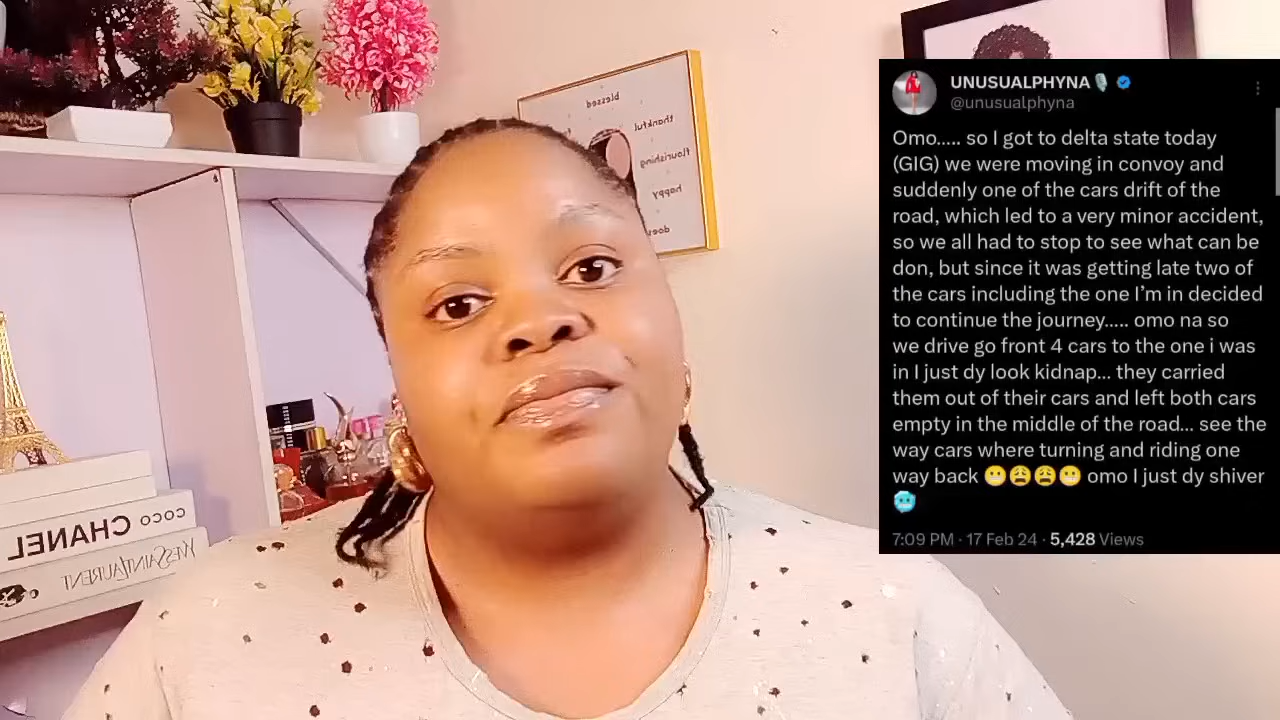 blessed
thankful
flourishing
happy
does
COCO CHANEL
YVES SAINT LAURENT
UNUSUALPHYNA🎙️
@unusualphyna
Omo..... so I got to delta state today
(GIG) we were moving in convoy and
suddenly one of the cars drift of the
road, which led to a very minor accident,
so we all had to stop to see what can be
don, but since it was getting late two of
the cars including the one I’m in decided
to continue the journey..... omo na so
we drive go front 4 cars to the one i was
in I just dy look kidnap... they carried
them out of their cars and left both cars
empty in the middle of the road... see the
way cars where turning and riding one
way back 😬😩😩😬 omo I just dy shiver
🥶
7:09 PM · 17 Feb 24 · 5,428 Views